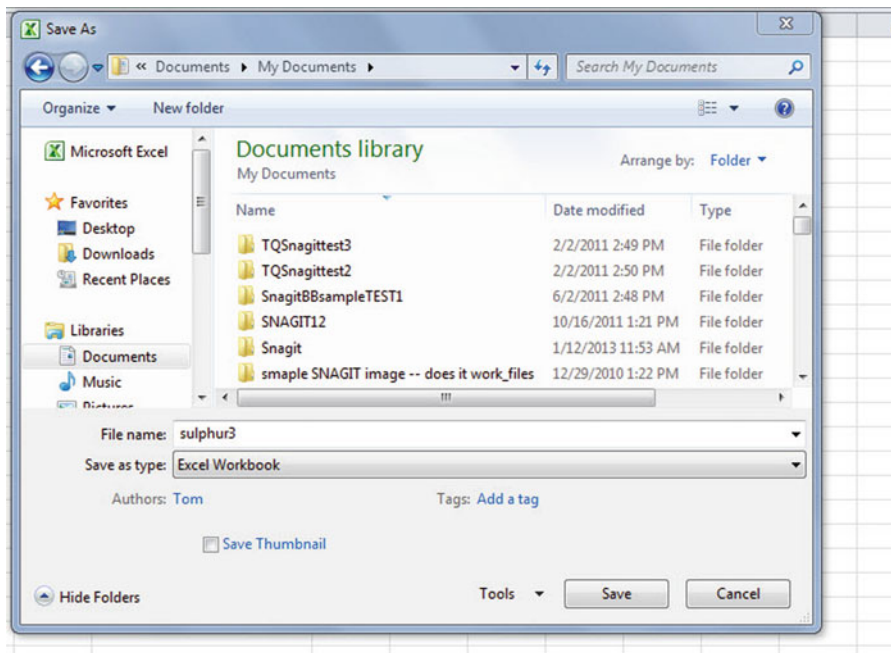 Save As
« Documents ▸ My Documents ▸
Search My Documents
Organize ▾ New folder
Microsoft Excel
Favorites
Desktop
Downloads
Recent Places
Libraries
Documents
Music
Pictures
Documents library
My Documents
Arrange by: Folder ▾
Name Date modified Type
TQSnagittest3 2/2/2011 2:49 PM File folder
TQSnagittest2 2/2/2011 2:50 PM File folder
SnagitBBsampleTEST1 6/2/2011 2:48 PM File folder
SNAGIT12 10/16/2011 1:21 PM File folder
Snagit 1/12/2013 11:53 AM File folder
smaple SNAGIT image -- does it work_files 12/29/2010 1:22 PM File folder
File name: sulphur3
Save as type: Excel Workbook
Authors: Tom Tags: Add a tag
Save Thumbnail
Hide Folders Tools ▾ Save Cancel